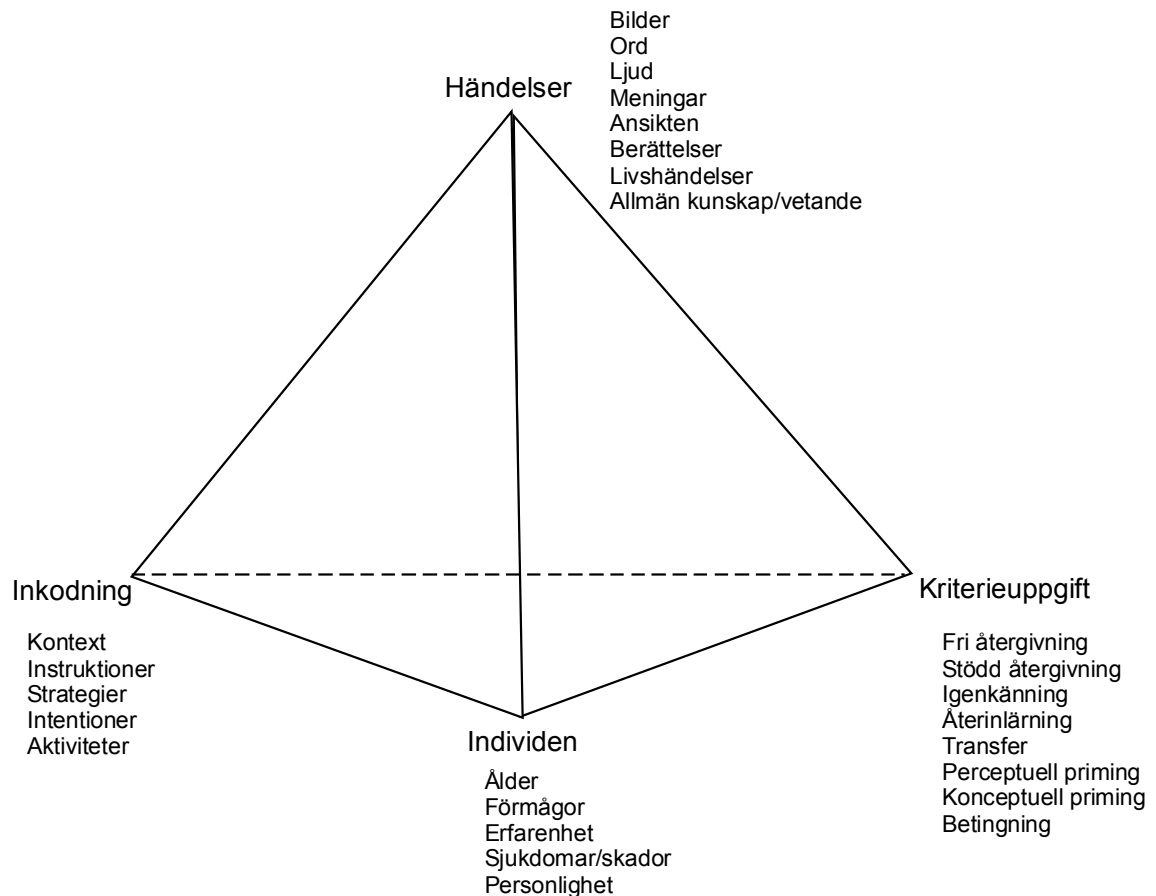 Händelser
Bilder
Ord
Ljud
Meningar
Ansikten
Berättelser
Livshändelser
Allmän kunskap/vetande
Inkodning
Kontext
Instruktioner
Strategier
Intentioner
Aktiviteter
Individen
Ålder
Förmågor
Erfarenhet
Sjukdomar/skador
Personlighet
Kriterieuppgift
Fri återgivning
Stödd återgivning
Igenkänning
Återinlärning
Transfer
Perceptuell priming
Konceptuell priming
Betingning